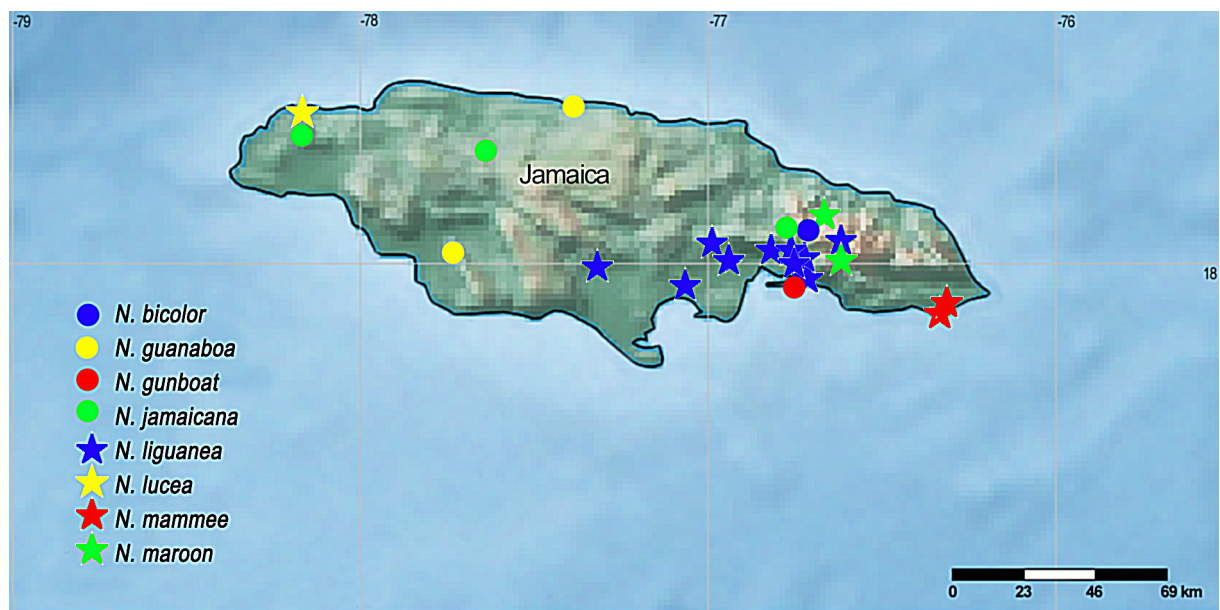 -79 -78 -77 -76
Jamaica
18
N. bicolor
N. guanaboa
N. gunboat
N. jamaicana
N. liguanea
N. lucea
N. mammee
N. maroon
0 23 46 69 km